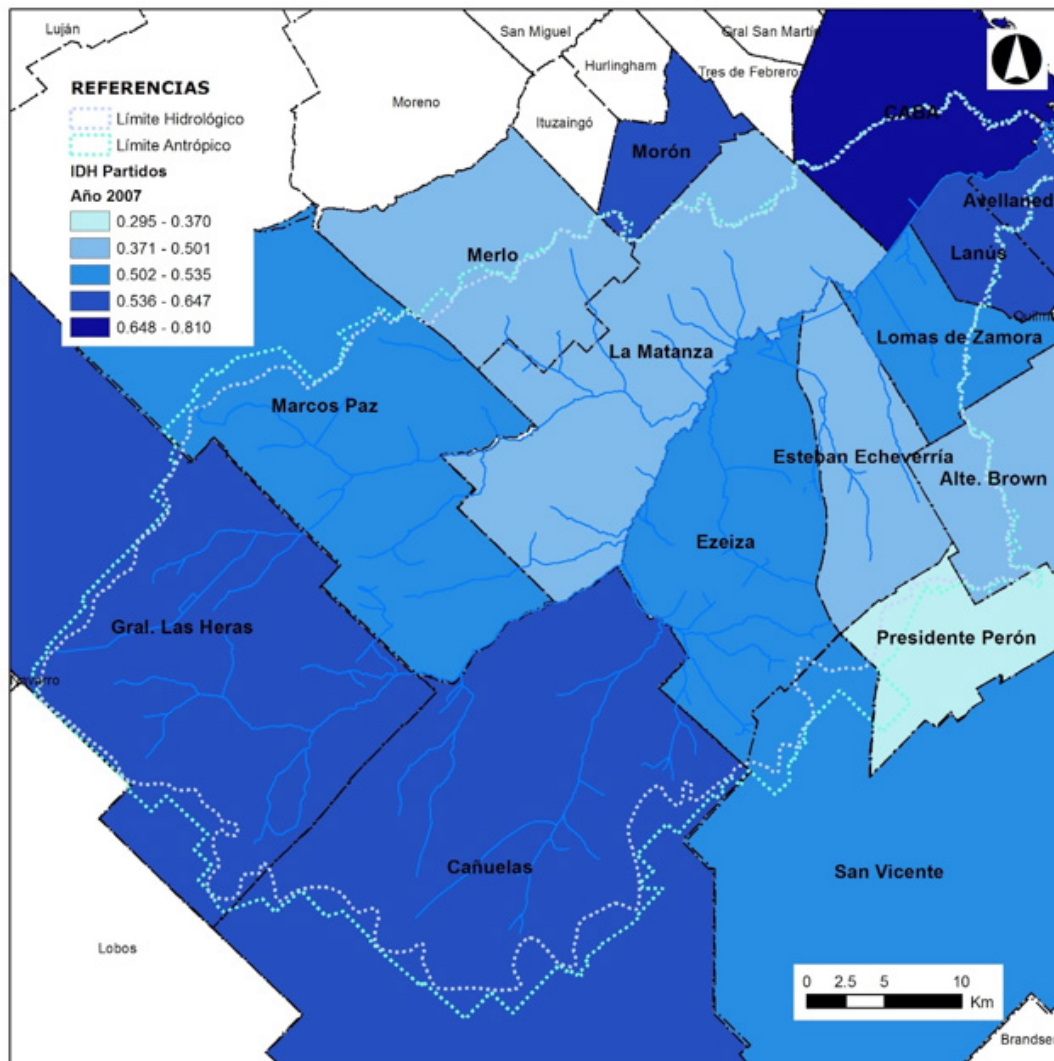 Luján
San Miguel
Gral San Martín
Hurlingham
Tres de Febrero
Moreno
Ituzaingó
REFERENCIAS
Límite Hidrológico
Límite Antrópico
IDH Partidos
Año 2007
0.295 - 0.370
0.371 - 0.501
0.502 - 0.535
0.536 - 0.647
0.648 - 0.810
CABA
Morón
Avellaned
Lanús
Merlo
Lomas de Zamora
La Matanza
Marcos Paz
Esteban Echeverría
Alte. Brown
Ezeiza
Gral. Las Heras
Presidente Perón
Cañuelas
San Vicente
Lobos
0 2.5 5 10
Km
Brandsen